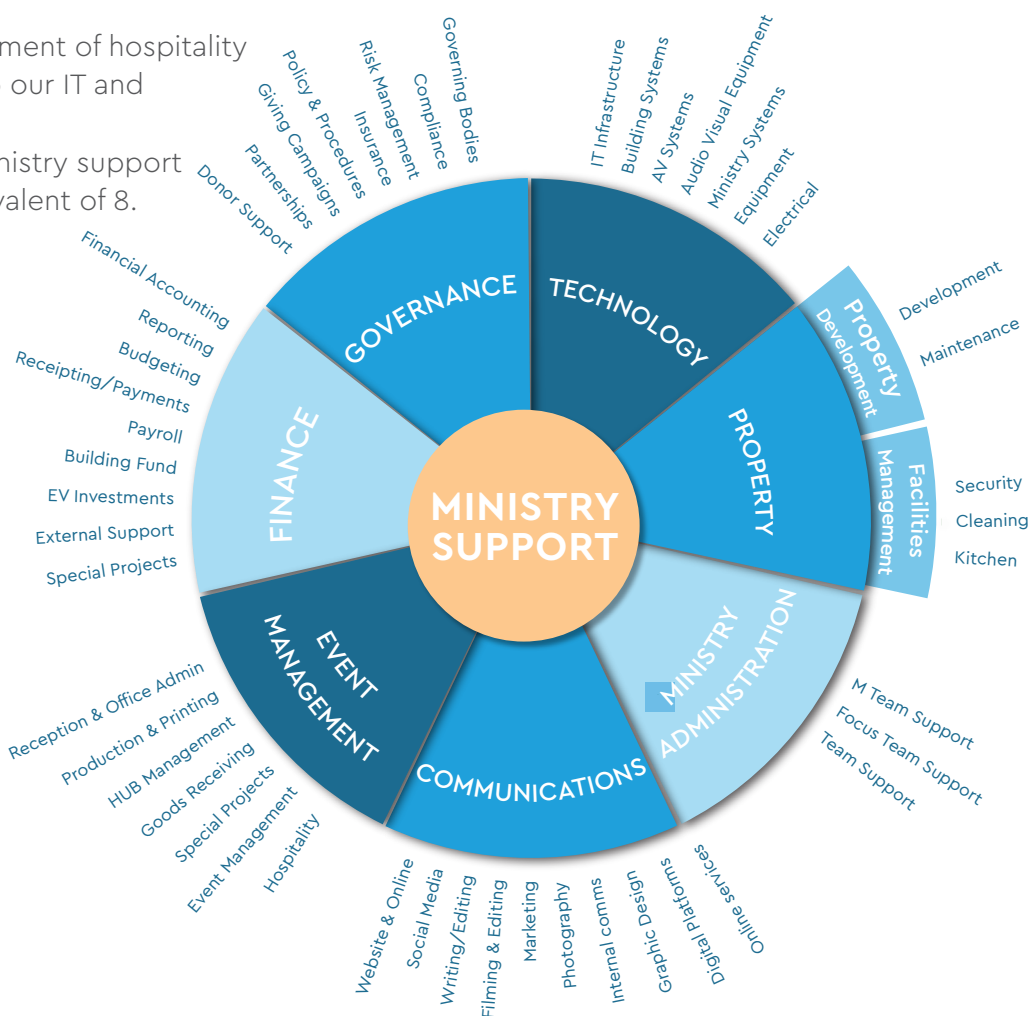 ment of hospitality
our IT and
nistry support
valent of 8.
Governing Bodies
Compliance
Risk Management
Insurance
Policy & Procedures
Giving Campaigns
Partnerships
Donor Support
IT Infrastructure
Building Systems
AV Systems
Audio Visual Equipment
Ministry Systems
Equipment
Electrical
GOVERNANCE
TECHNOLOGY
Financial Accounting
Reporting
Budgeting
Receipting/Payments
Payroll
Building Fund
EV Investments
External Support
Special Projects
FINANCE
MINISTRY
SUPPORT
PROPERTY
Property
Development
Development
Maintenance
Facilities
Management
Security
Cleaning
Kitchen
EVENT
MANAGEMENT
Reception & Office Admin
Production & Printing
HUB Management
Goods Receiving
Special Projects
Event Management
Hospitality
COMMUNICATIONS
Website & Online
Social Media
Writing/Editing
Filming & Editing
Marketing
Photography
Internal comms
Graphic Design
Digital Platforms
Online services
MINISTRY
ADMINISTRATION
M Team Support
Focus Team Support
Team Support